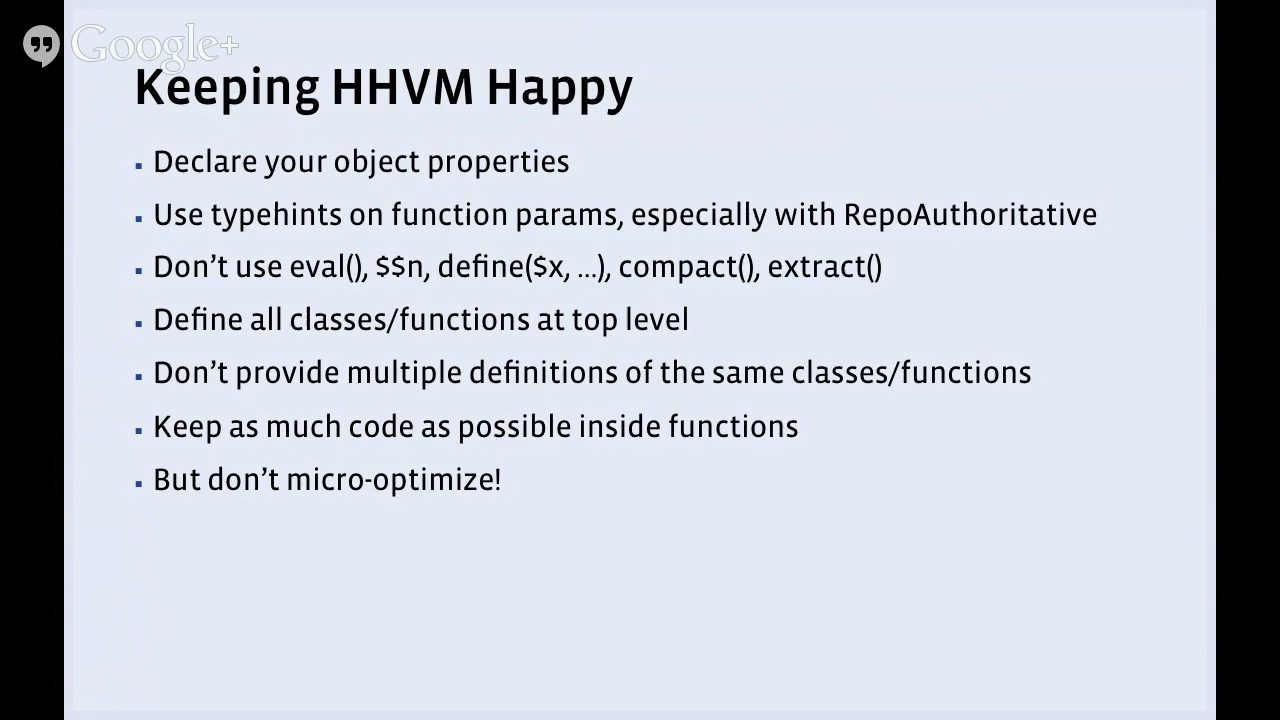 Google+
Keeping HHVM Happy
▪ Declare your object properties
▪ Use typehints on function params, especially with RepoAuthoritative
▪ Don’t use eval(), $$n, define($x, ...), compact(), extract()
▪ Define all classes/functions at top level
▪ Don’t provide multiple definitions of the same classes/functions
▪ Keep as much code as possible inside functions
▪ But don’t micro-optimize!